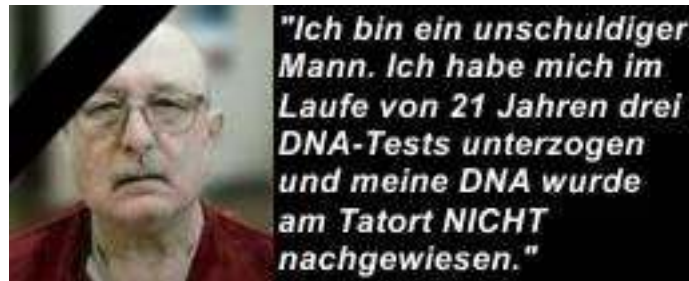 "Ich bin ein unschuldiger
Mann. Ich habe mich im
Laufe von 21 Jahren drei
DNA-Tests unterzogen
und meine DNA wurde
am Tatort NICHT
nachgewiesen."